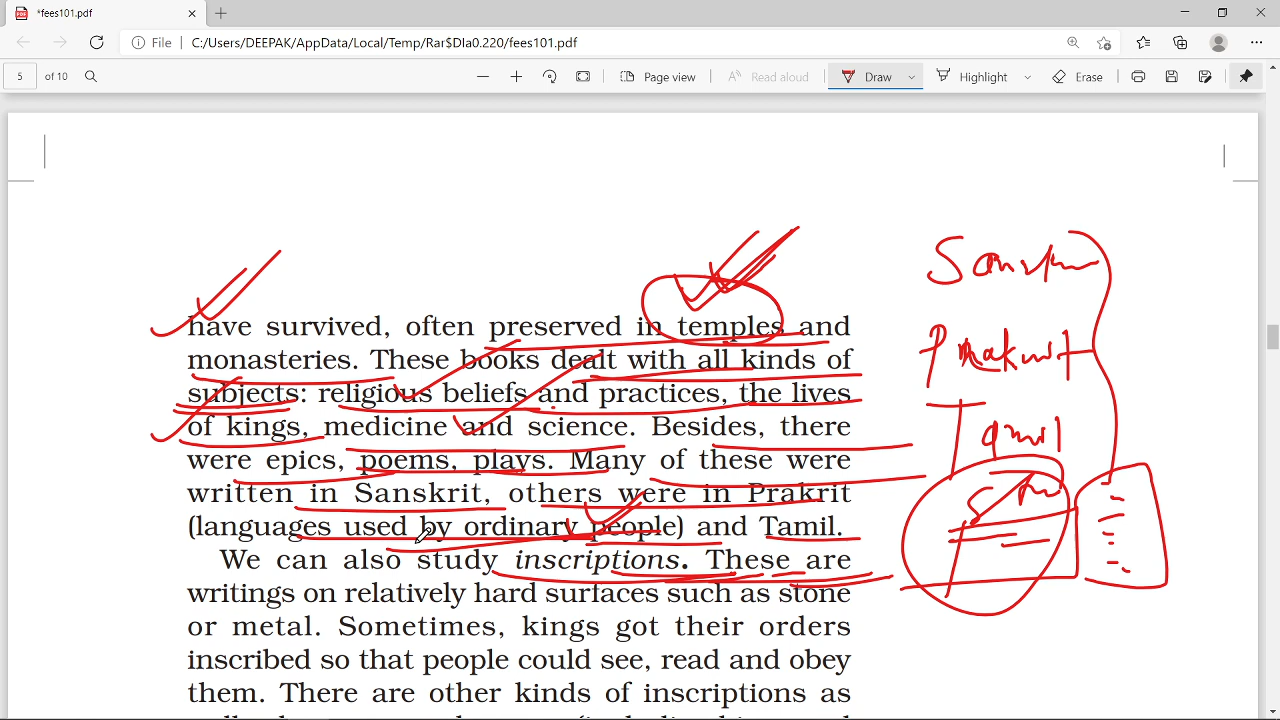 *fees101.pdf
File | C:/Users/DEEPAK/AppData/Local/Temp/Rar$DIa0.220/fees101.pdf
5 of 10 Page view Read aloud Draw Highlight Erase
have survived, often preserved in temples and
monasteries. These books dealt with all kinds of
subjects: religious beliefs and practices, the lives
of kings, medicine and science. Besides, there
were epics, poems, plays. Many of these were
written in Sanskrit, others were in Prakrit
(languages used by ordinary people) and Tamil.
We can also study inscriptions. These are
writings on relatively hard surfaces such as stone
or metal. Sometimes, kings got their orders
inscribed so that people could see, read and obey
them. There are other kinds of inscriptions as
Prakrit
Tamil